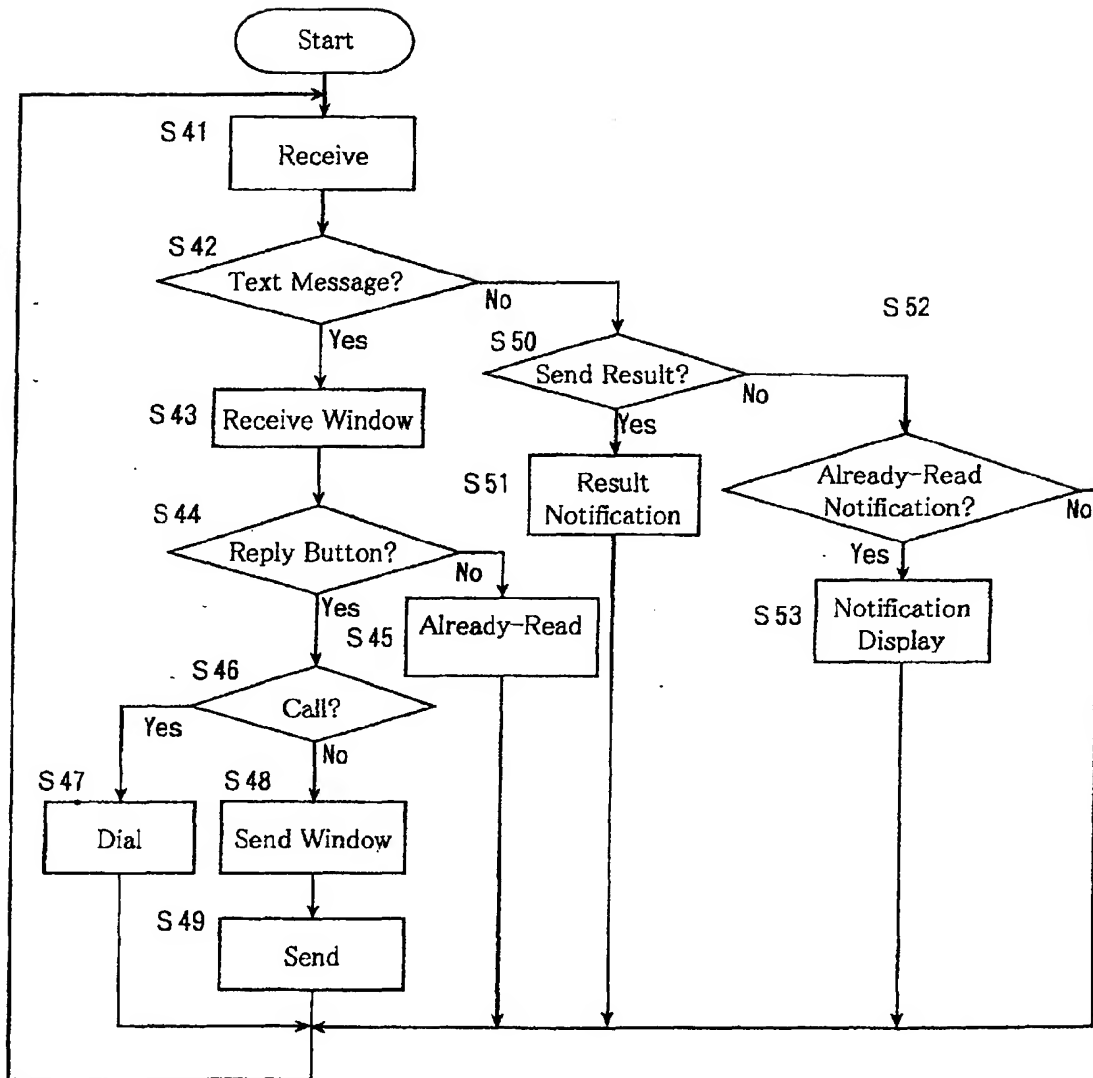 Start
S 41
Receive
S 42
Text Message?
No
Yes
S 52
S 50
Send Result?
No
Yes
S 43
Receive Window
S 51
Result
Notification
Already-Read
Notification?
No
Yes
S 44
Reply Button?
No
Yes
S 45
Already-Read
S 53
Notification
Display
S 46
Call?
Yes
No
S 47
Dial
S 48
Send Window
S 49
Send